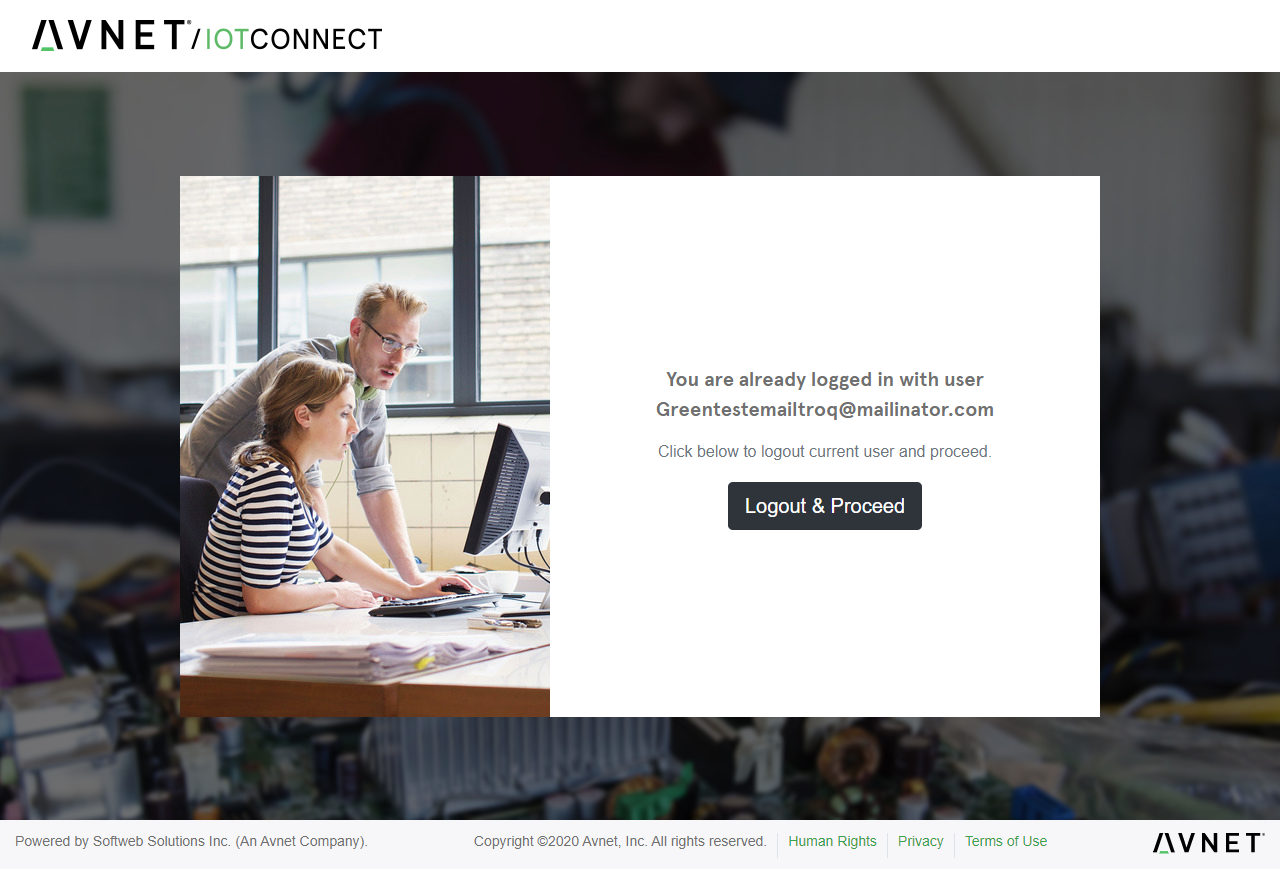 AVNET® / IOTCONNECT
You are already logged in with user
Greentestemailtroq@mailinator.com
Click below to logout current user and proceed.
Logout & Proceed
Powered by Softweb Solutions Inc. (An Avnet Company).
Copyright ©2020 Avnet, Inc. All rights reserved.
Human Rights
Privacy
Terms of Use
AVNET®